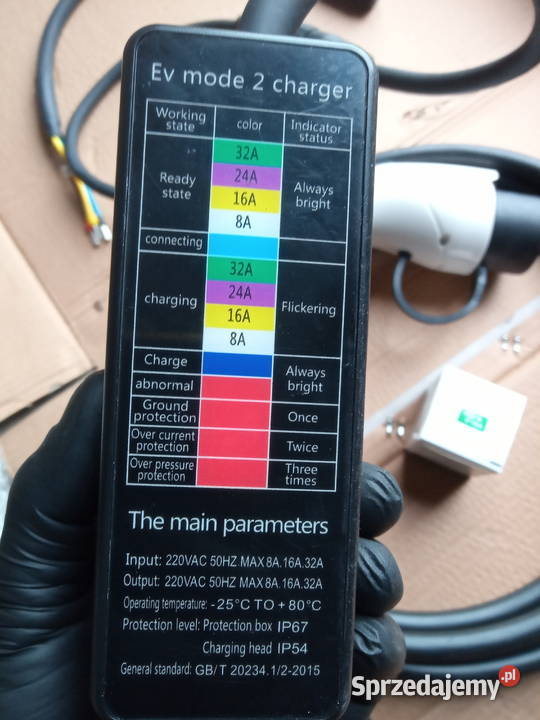 Ev mode 2 charger
Working state color Indicator status
Ready state 32A 24A 16A 8A Always bright
connecting
charging 32A 24A 16A 8A Flickering
Charge
abnormal Always bright
Ground protection Once
Over current protection Twice
Over pressure protection Three times
The main parameters
Input: 220VAC 50HZ MAX8A.16A.32A
Output: 220VAC 50HZ MAX8A.16A.32A
Operating temperature: -25°C TO +80°C
Protection level: Protection box IP67
Charging head IP54
General standard: GB/T 20234.1/2-2015
Sprzedajemy.pl